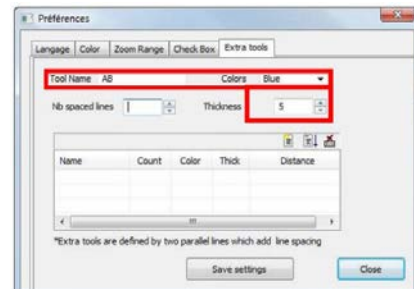 Préférences
Langage Color Zoom Range Check Box Extra tools
Tool Name AB Colors Blue
Nb spaced lines Thickness 5
Name Count Color Thick Distance
*Extra tools are defined by two parallel lines which add line spacing
Save settings Close